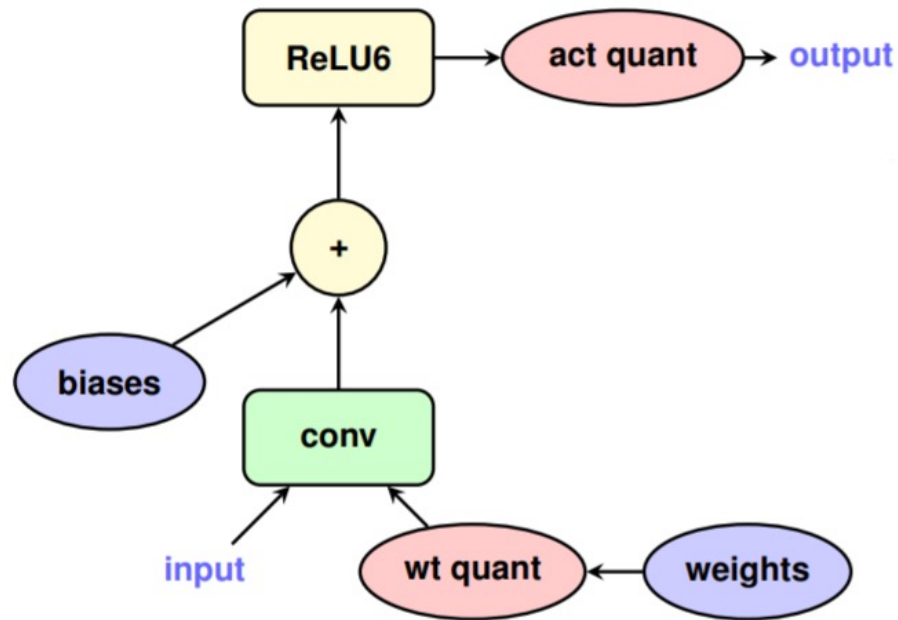 ReLU6
act quant
output
+
biases
conv
input
wt quant
weights